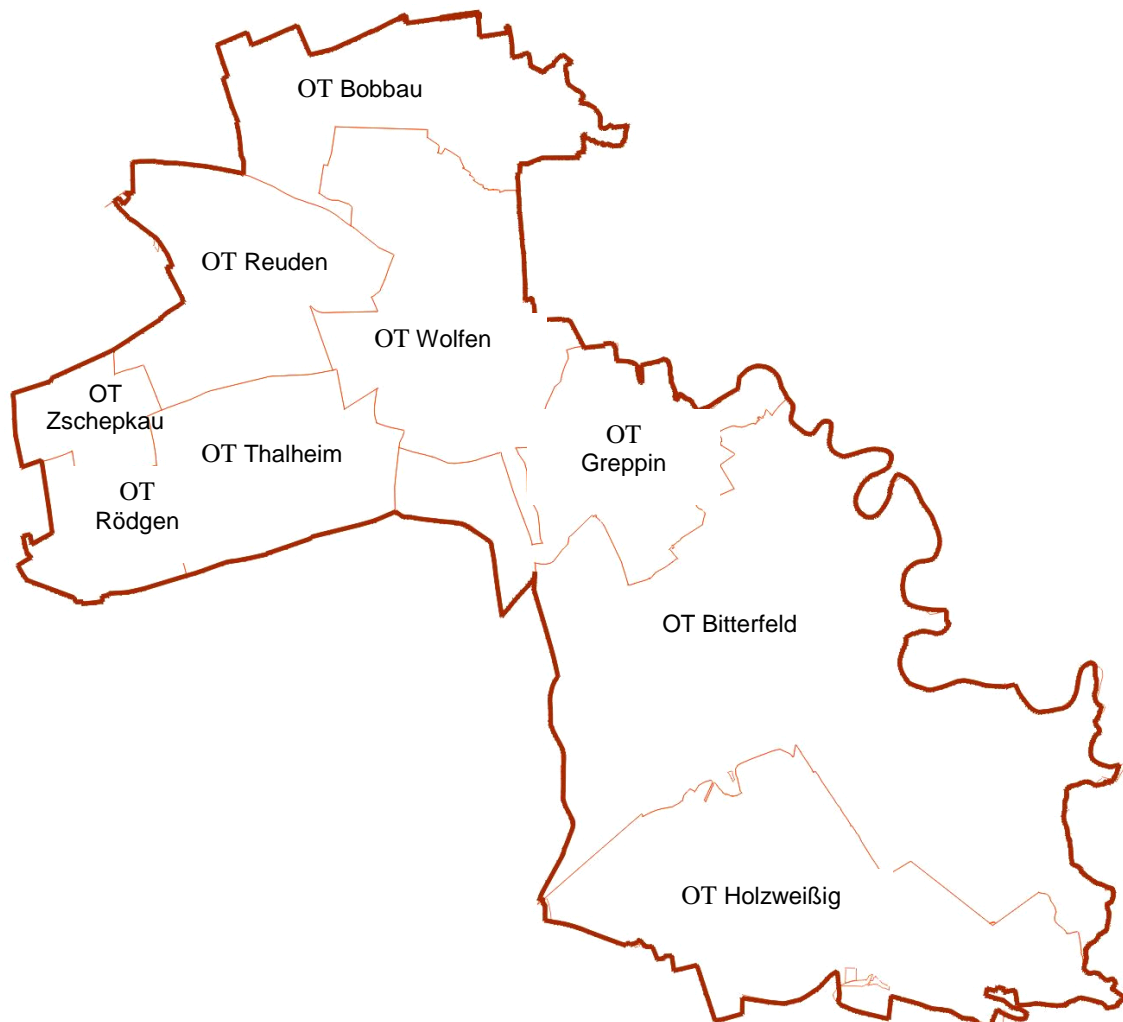 OT Bobbau
OT Reuden
OT Wolfen
OT
Zschepkau
OT Thalheim
OT
Greppin
OT
Rödgen
OT Bitterfeld
OT Holzweißig